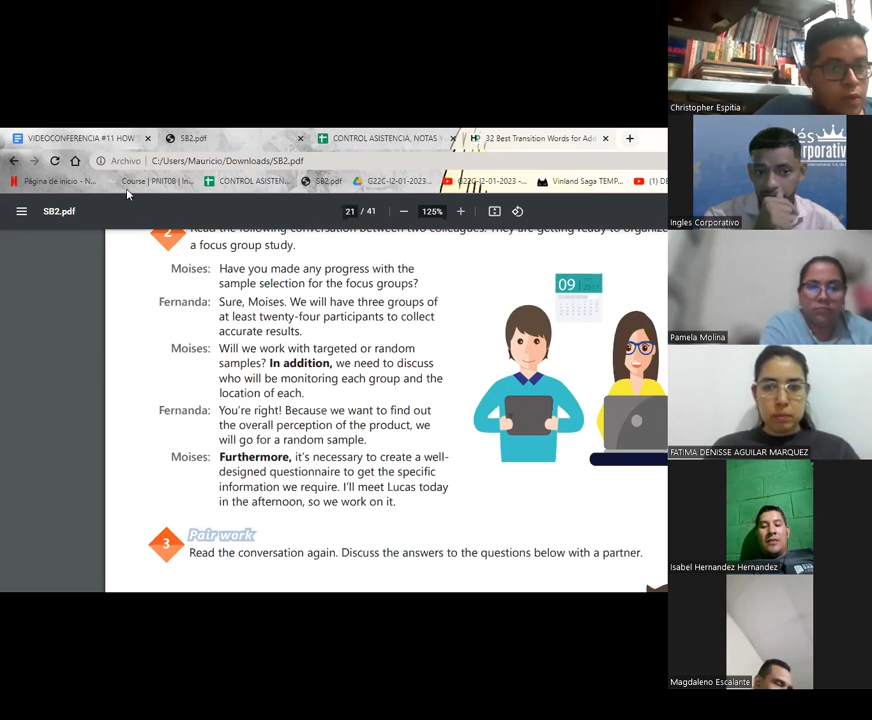 VIDEOCONFERENCIA #11 HOW
SB2.pdf
CONTROL ASISTENCIA, NOTAS Y
32 Best Transition Words for Add
Archivo
C:/Users/Mauricio/Downloads/SB2.pdf
Página de inicio - N...
Course | PNIT08 | In...
CONTROL ASISTEN...
SB2.pdf
G22C-I2-01-2023...
G22C-I2-01-2023 -...
Vinland Saga TEMP...
SB2.pdf
21 / 41
125%
2
Read the following conversation between two colleagues. They are getting ready to organize
a focus group study.
Moises: Have you made any progress with the
sample selection for the focus groups?
Fernanda: Sure, Moises. We will have three groups of
at least twenty-four participants to collect
accurate results.
Moises: Will we work with targeted or random
samples? In addition, we need to discuss
who will be monitoring each group and the
location of each.
Fernanda: You're right! Because we want to find out
the overall perception of the product, we
will go for a random sample.
Moises: Furthermore, it's necessary to create a well-
designed questionnaire to get the specific
information we require. I'll meet Lucas today
in the afternoon, so we work on it.
09
3
Pair work
Read the conversation again. Discuss the answers to the questions below with a partner.
Christopher Espitia
Ingles Corporativo
Pamela Molina
FATIMA DENISSE AGUILAR MARQUEZ
Isabel Hernandez Hernandez
Magdaleno Escalante